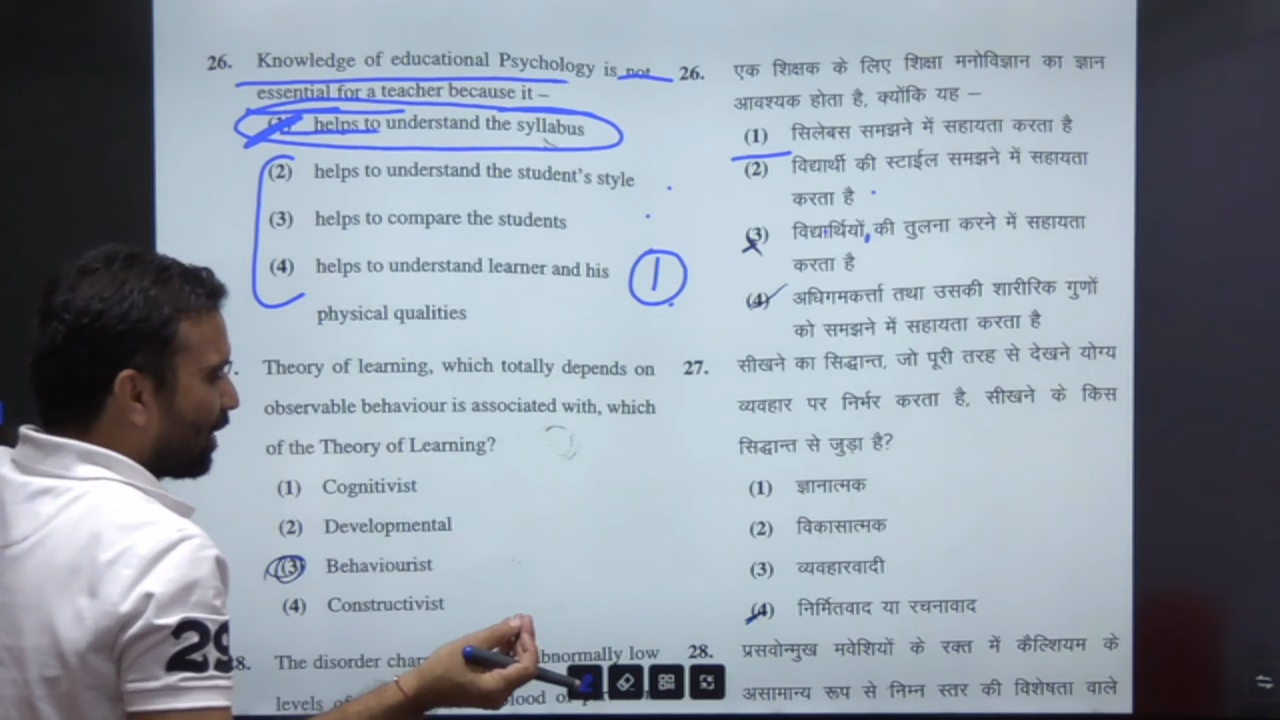 26. Knowledge of educational Psychology is not
essential for a teacher because it –
(1) helps to understand the syllabus
(2) helps to understand the student's style
(3) helps to compare the students
(4) helps to understand learner and his
physical qualities
1
Theory of learning, which totally depends on
observable behaviour is associated with, which
of the Theory of Learning?
(1) Cognitivist
(2) Developmental
(3) Behaviourist
(4) Constructivist
8. The disorder abnormally low
levels
26. एक शिक्षक के लिए शिक्षा मनोविज्ञान का ज्ञान
आवश्यक होता है, क्योंकि यह –
(1) सिलेबस समझने में सहायता करता है
(2) विद्यार्थी की स्टाईल समझने में सहायता
करता है
(3) विद्यार्थियों की तुलना करने में सहायता
करता है
(4) अधिगमकर्त्ता तथा उसकी शारीरिक गुणों
को समझने में सहायता करता है
27. सीखने का सिद्धान्त, जो पूरी तरह से देखने योग्य
व्यवहार पर निर्भर करता है, सीखने के किस
सिद्धान्त से जुड़ा है?
(1) ज्ञानात्मक
(2) विकासात्मक
(3) व्यवहारवादी
(4) निर्मितवाद या रचनावाद
28. प्रसवोन्मुख मवेशियों के रक्त में कैल्शियम के
असामान्य रूप से निम्न स्तर की विशेषता वाले
29